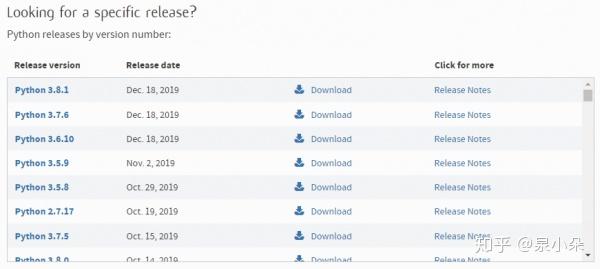 Looking for a specific release?
Python releases by version number:
Release version Release date Click for more
Python 3.8.1 Dec. 18, 2019 Download Release Notes
Python 3.7.6 Dec. 18, 2019 Download Release Notes
Python 3.6.10 Dec. 18, 2019 Download Release Notes
Python 3.5.9 Nov. 2, 2019 Download Release Notes
Python 3.5.8 Oct. 29, 2019 Download Release Notes
Python 2.7.17 Oct. 19, 2019 Download Release Notes
Python 3.7.5 Oct. 15, 2019 Download Release Notes
Python 3.8.0 Oct. 14, 2019 Download Release Notes
知乎 @泉小朵